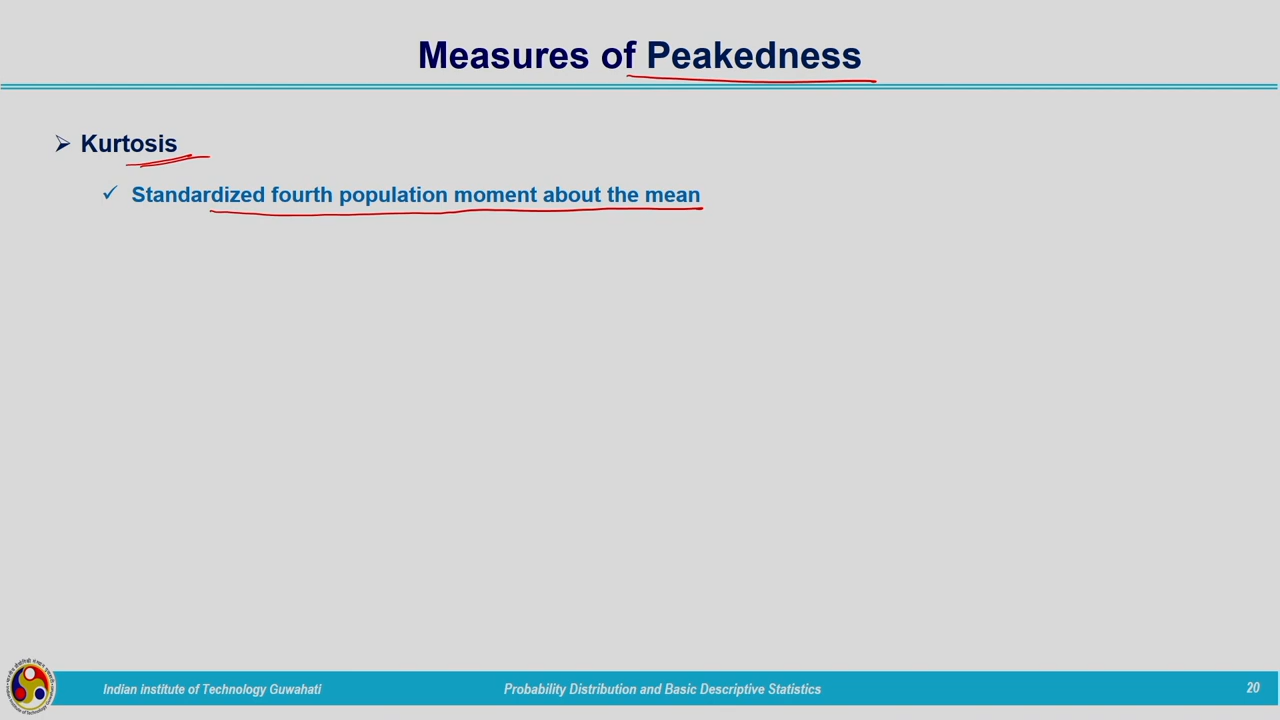 Measures of Peakedness
Kurtosis
Standardized fourth population moment about the mean
Indian institute of Technology Guwahati
Probability Distribution and Basic Descriptive Statistics
20